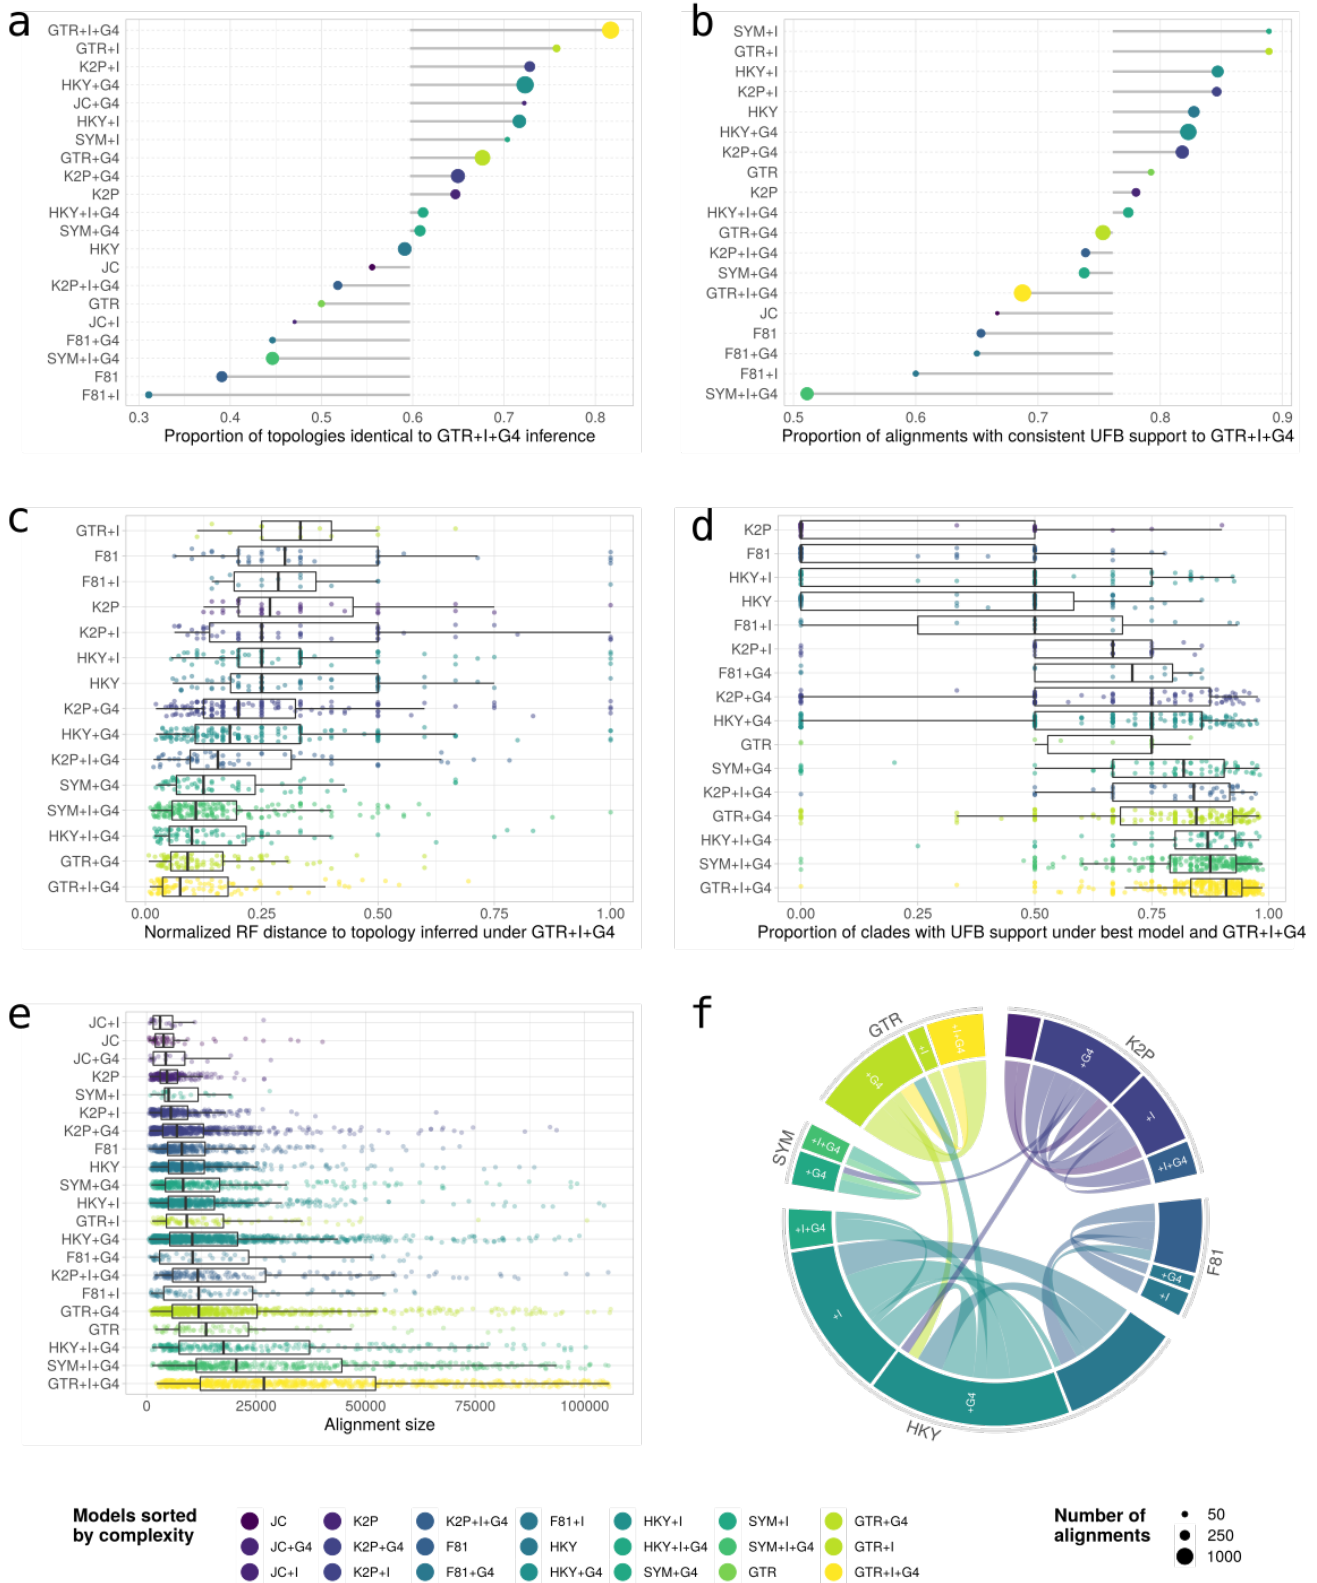 a
GTR+I+G4
GTR+I
K2P+I
HKY+G4
JC+G4
HKY+I
SYM+I
GTR+G4
K2P+G4
K2P
HKY+I+G4
SYM+G4
HKY
JC
K2P+I+G4
GTR
JC+I
F81+G4
SYM+I+G4
F81
F81+I
0.3 0.4 0.5 0.6 0.7 0.8
Proportion of topologies identical to GTR+I+G4 inference
b
SYM+I
GTR+I
HKY+I
K2P+I
HKY
HKY+G4
K2P+G4
GTR
K2P
HKY+I+G4
GTR+G4
K2P+I+G4
SYM+G4
GTR+I+G4
JC
F81
F81+G4
F81+I
SYM+I+G4
0.5 0.6 0.7 0.8 0.9
Proportion of alignments with consistent UFB support to GTR+I+G4
c
GTR+I
F81
F81+I
K2P
K2P+I
HKY+I
HKY
K2P+G4
HKY+G4
K2P+I+G4
SYM+G4
SYM+I+G4
HKY+I+G4
GTR+G4
GTR+I+G4
0.00 0.25 0.50 0.75 1.00
Normalized RF distance to topology inferred under GTR+I+G4
d
K2P
F81
HKY+I
HKY
F81+I
K2P+I
F81+G4
K2P+G4
HKY+G4
GTR
SYM+G4
K2P+I+G4
GTR+G4
HKY+I+G4
SYM+I+G4
GTR+I+G4
0.00 0.25 0.50 0.75 1.00
Proportion of clades with UFB support under best model and GTR+I+G4
e
JC+I
JC
JC+G4
K2P
SYM+I
K2P+I
K2P+G4
F81
HKY
SYM+G4
HKY+I
GTR+I
HKY+G4
F81+G4
K2P+I+G4
F81+I
GTR+G4
GTR
HKY+I+G4
SYM+I+G4
GTR+I+G4
0 25000 50000 75000 100000
Alignment size
f
GTR
+G4
+I
+I+G4
K2P
+G4
+I
+I+G4
F81
+G4
+I
HKY
+G4
+I
+I+G4
SYM
+G4
+I+G4
Models sorted
by complexity
JC K2P K2P+I+G4 F81+I HKY+I SYM+I GTR+G4
JC+G4 K2P+G4 F81 HKY HKY+I+G4 SYM+I+G4 GTR+I
JC+I K2P+I F81+G4 HKY+G4 SYM+G4 GTR GTR+I+G4
Number of
alignments
50
250
1000